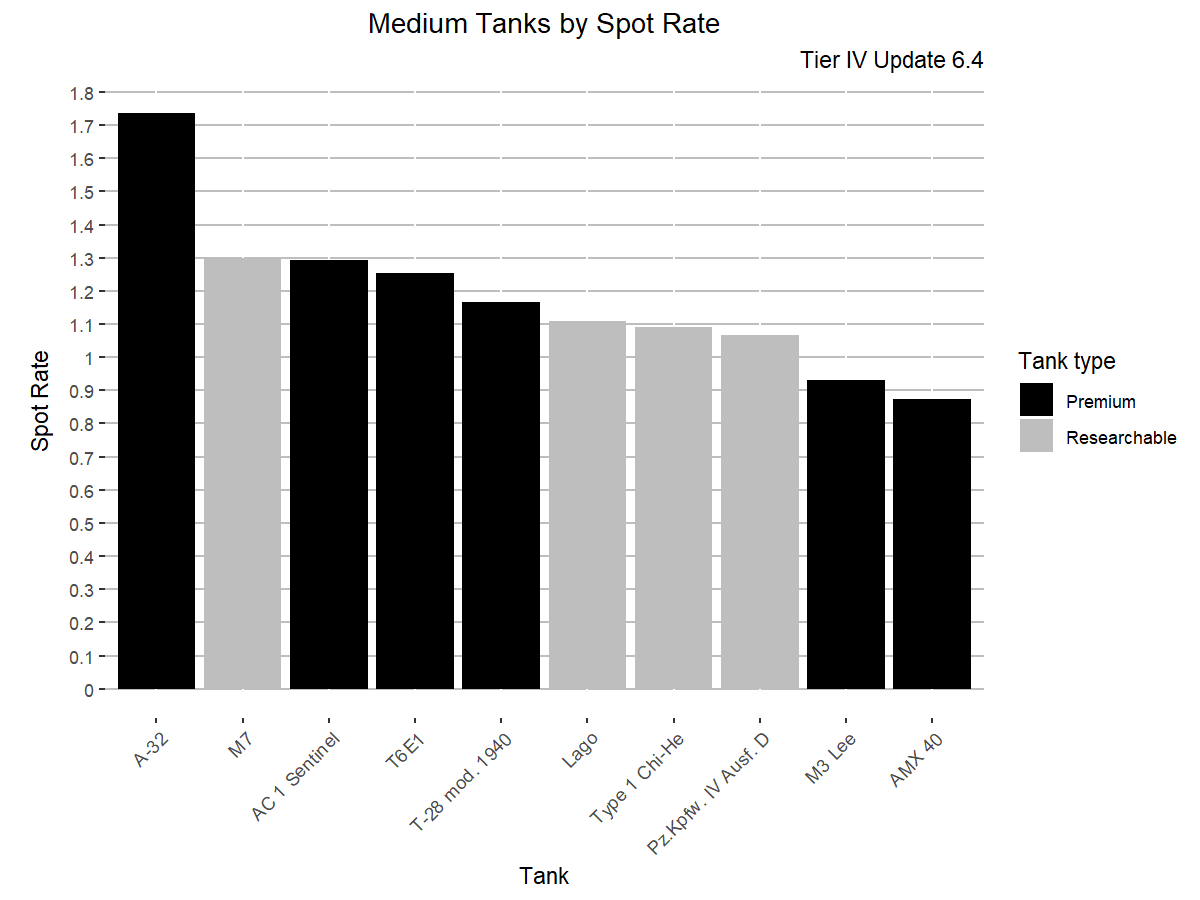 Medium Tanks by Spot Rate
Tier IV Update 6.4
1.8
1.7
1.6
1.5
1.4
1.3
1.2
1.1
1
0.9
0.8
0.7
0.6
0.5
0.4
0.3
0.2
0.1
0
Spot Rate
A-32
M7
AC 1 Sentinel
T6E1
T-28 mod. 1940
Lago
Type 1 Chi-He
Pz.Kpfw. IV Ausf. D
M3 Lee
AMX 40
Tank
Tank type
Premium
Researchable